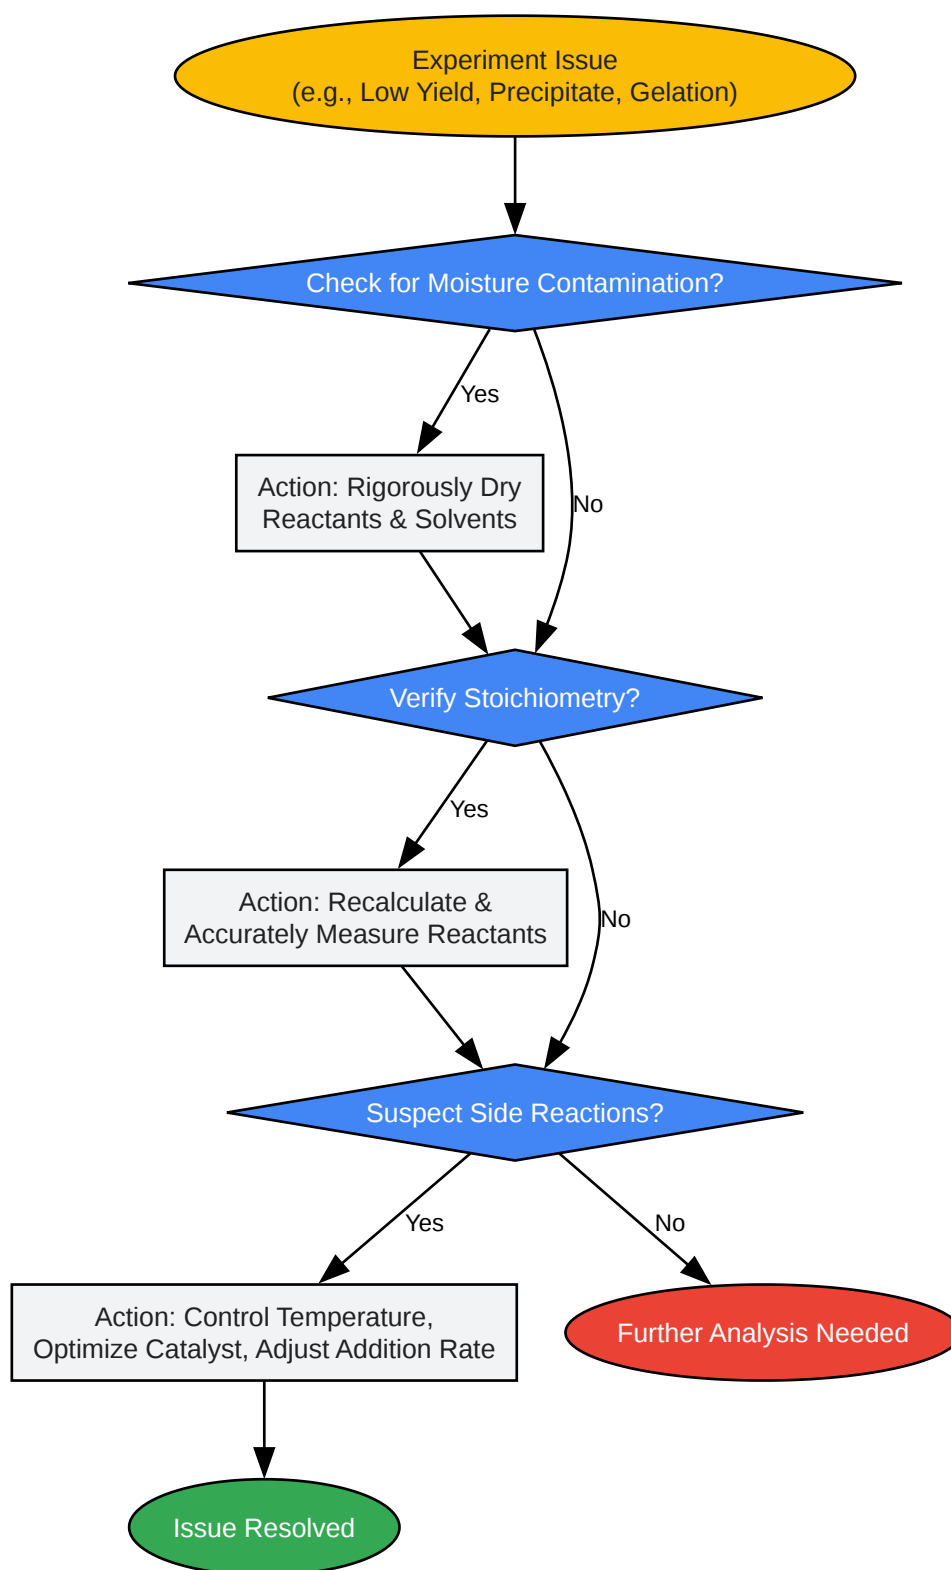 Experiment Issue
(e.g., Low Yield, Precipitate, Gelation)
Check for Moisture Contamination?
Yes
Action: Rigorously Dry
Reactants & Solvents
No
Verify Stoichiometry?
Yes
Action: Recalculate &
Accurately Measure Reactants
No
Suspect Side Reactions?
Yes
No
Action: Control Temperature,
Optimize Catalyst, Adjust Addition Rate
Further Analysis Needed
Issue Resolved